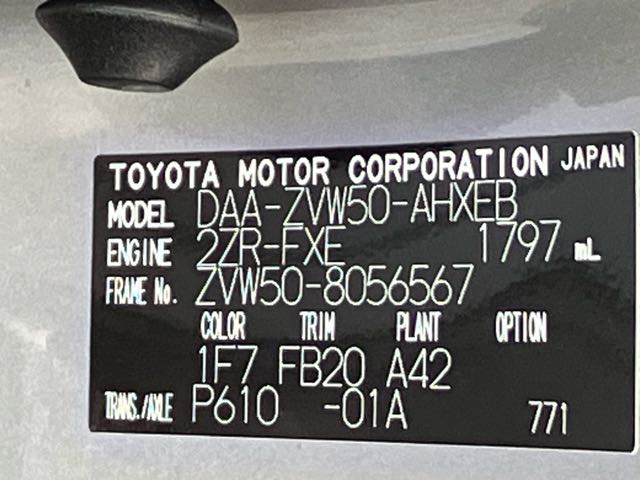 TOYOTA MOTOR CORPORATION JAPAN
MODEL DAA-ZVW50-AHXEB
ENGINE 2ZR-FXE 1797 mL
FRAME No. ZVW50-8056567
COLOR TRIM PLANT OPTION
1F7 FB20 A42
TRANS./AXLE P610 -01A 771